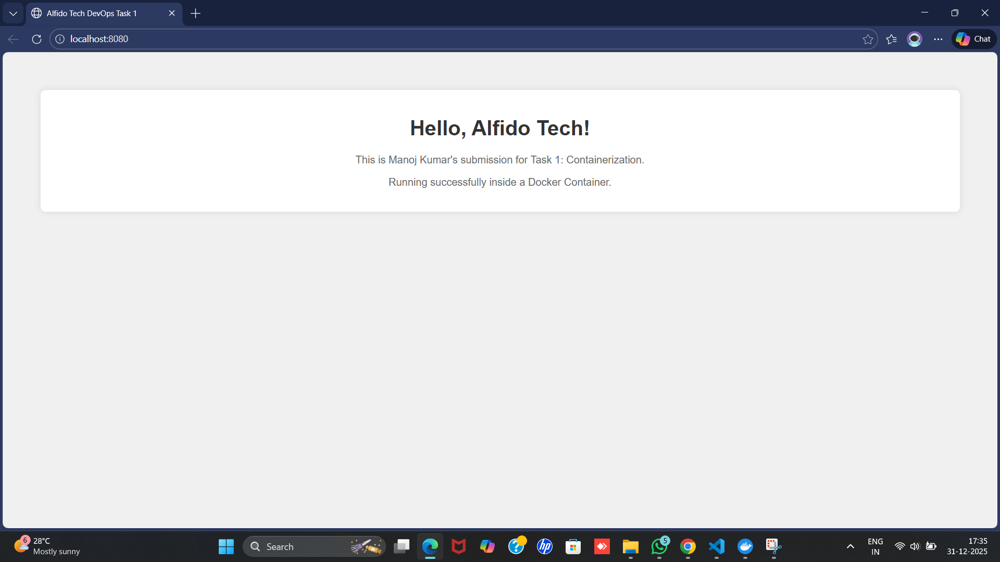 Alfido Tech DevOps Task 1
localhost:8080
Chat
Hello, Alfido Tech!
This is Manoj Kumar's submission for Task 1: Containerization.
Running successfully inside a Docker Container.
6
28°C
Mostly sunny
Search
hp
5
ENG
IN
17:35
31-12-2025